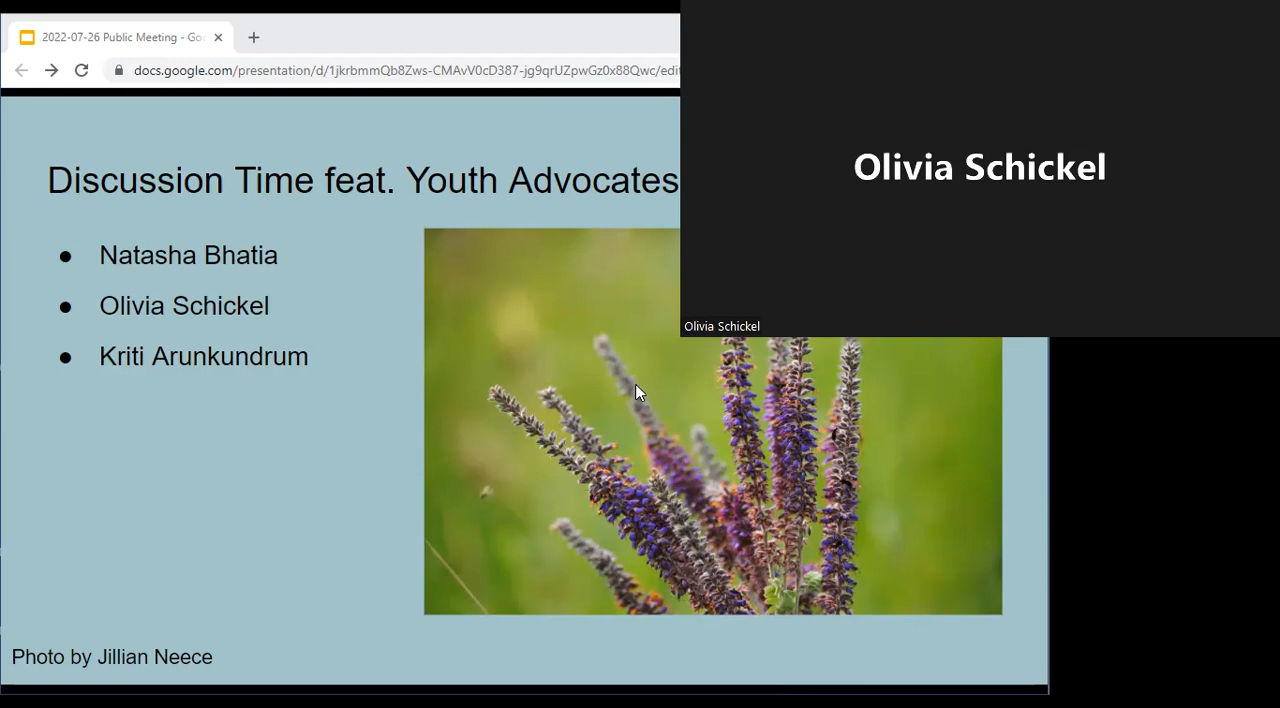 2022-07-26 Public Meeting - Goo
docs.google.com/presentation/d/1jkrbmmQb8Zws-CMAvV0cD387-jg9qrUZpwGz0x88Qwc/edi
Discussion Time feat. Youth Advocates
● Natasha Bhatia
● Olivia Schickel
● Kriti Arunkundrum
Photo by Jillian Neece
Olivia Schickel
Olivia Schickel